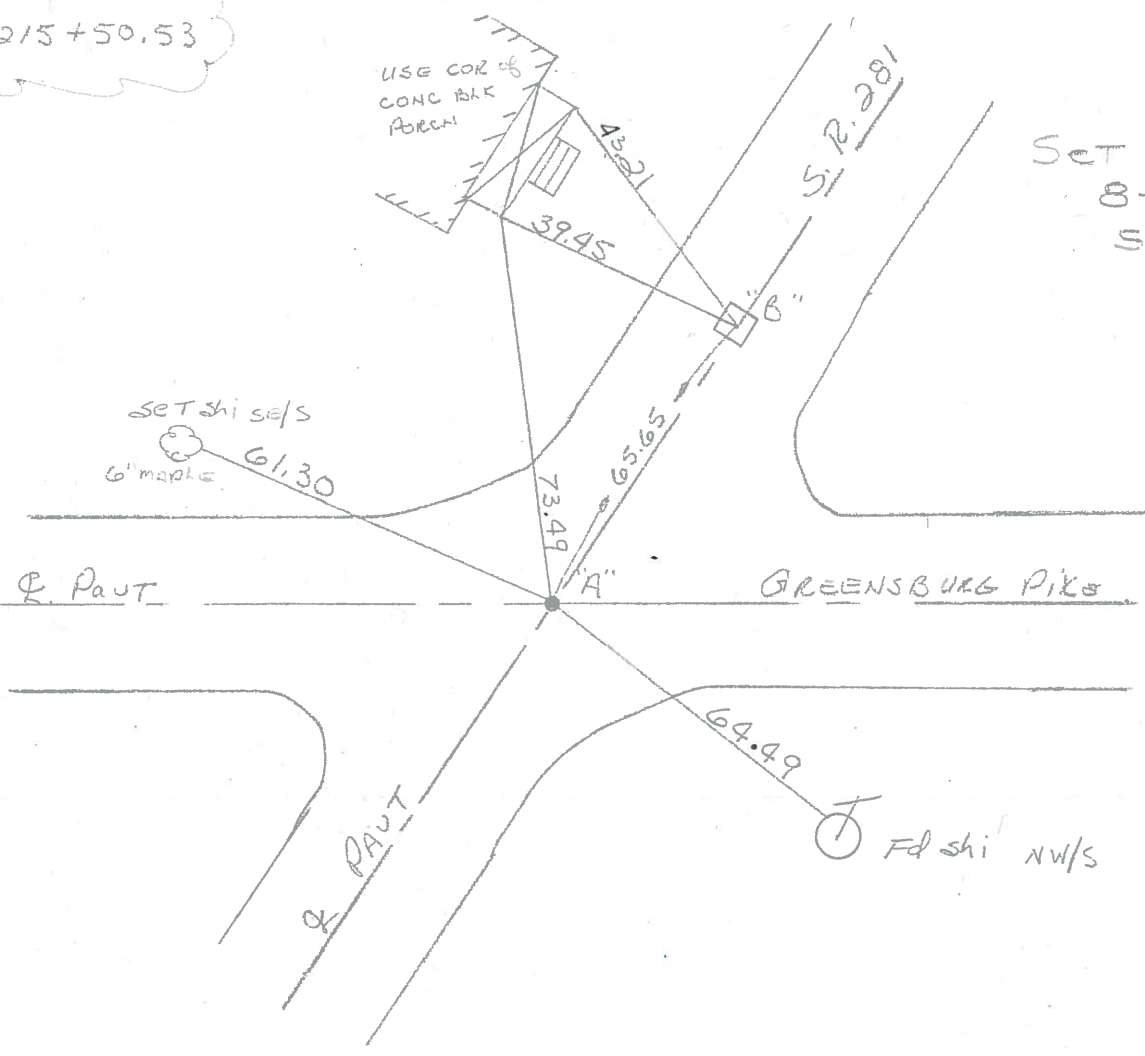 215+50.53
USE COR of
CONC BLK
PORCH
43.21
S.R. 281
SET
8-
S
39.45
"B"
SET shi SE/S
6" MAPLE
61.30
65.65
73.49
"A"
℄ PAVT
GREENSBURG PIKE
64.49
℄ PAVT
Fd shi NW/S